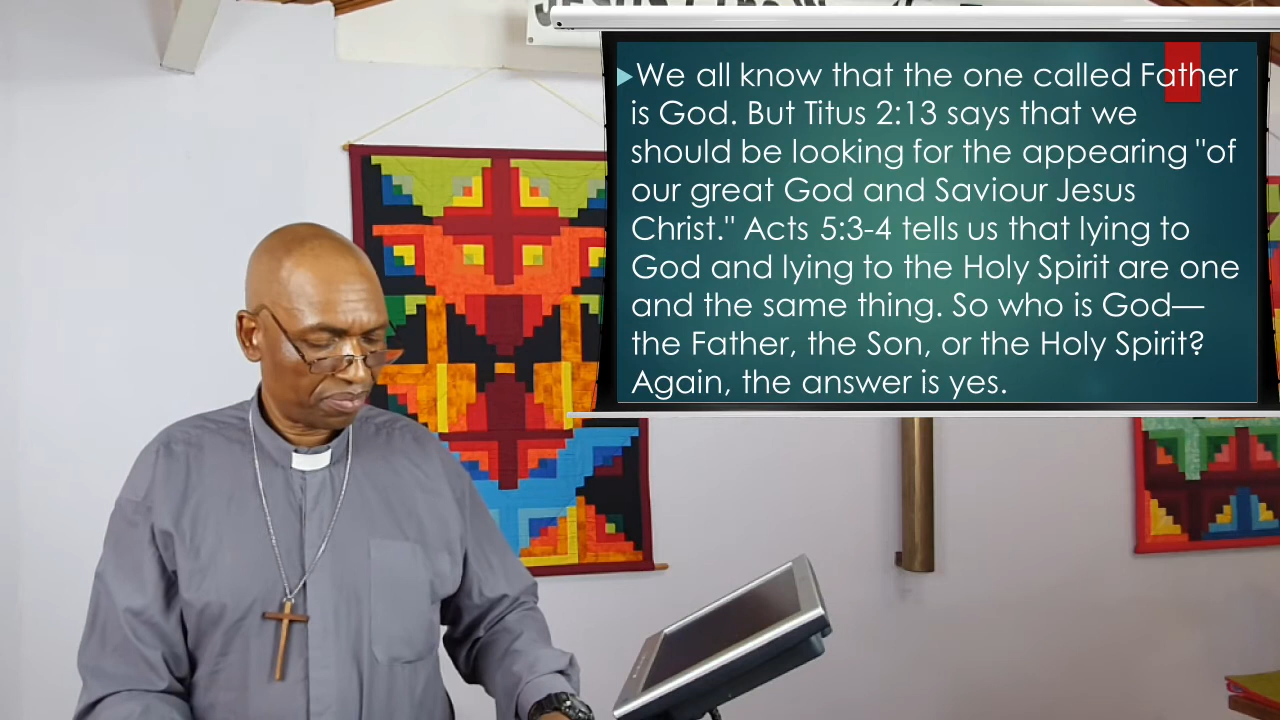 We all know that the one called Father
is God. But Titus 2:13 says that we
should be looking for the appearing "of
our great God and Saviour Jesus
Christ." Acts 5:3-4 tells us that lying to
God and lying to the Holy Spirit are one
and the same thing. So who is God—
the Father, the Son, or the Holy Spirit?
Again, the answer is yes.